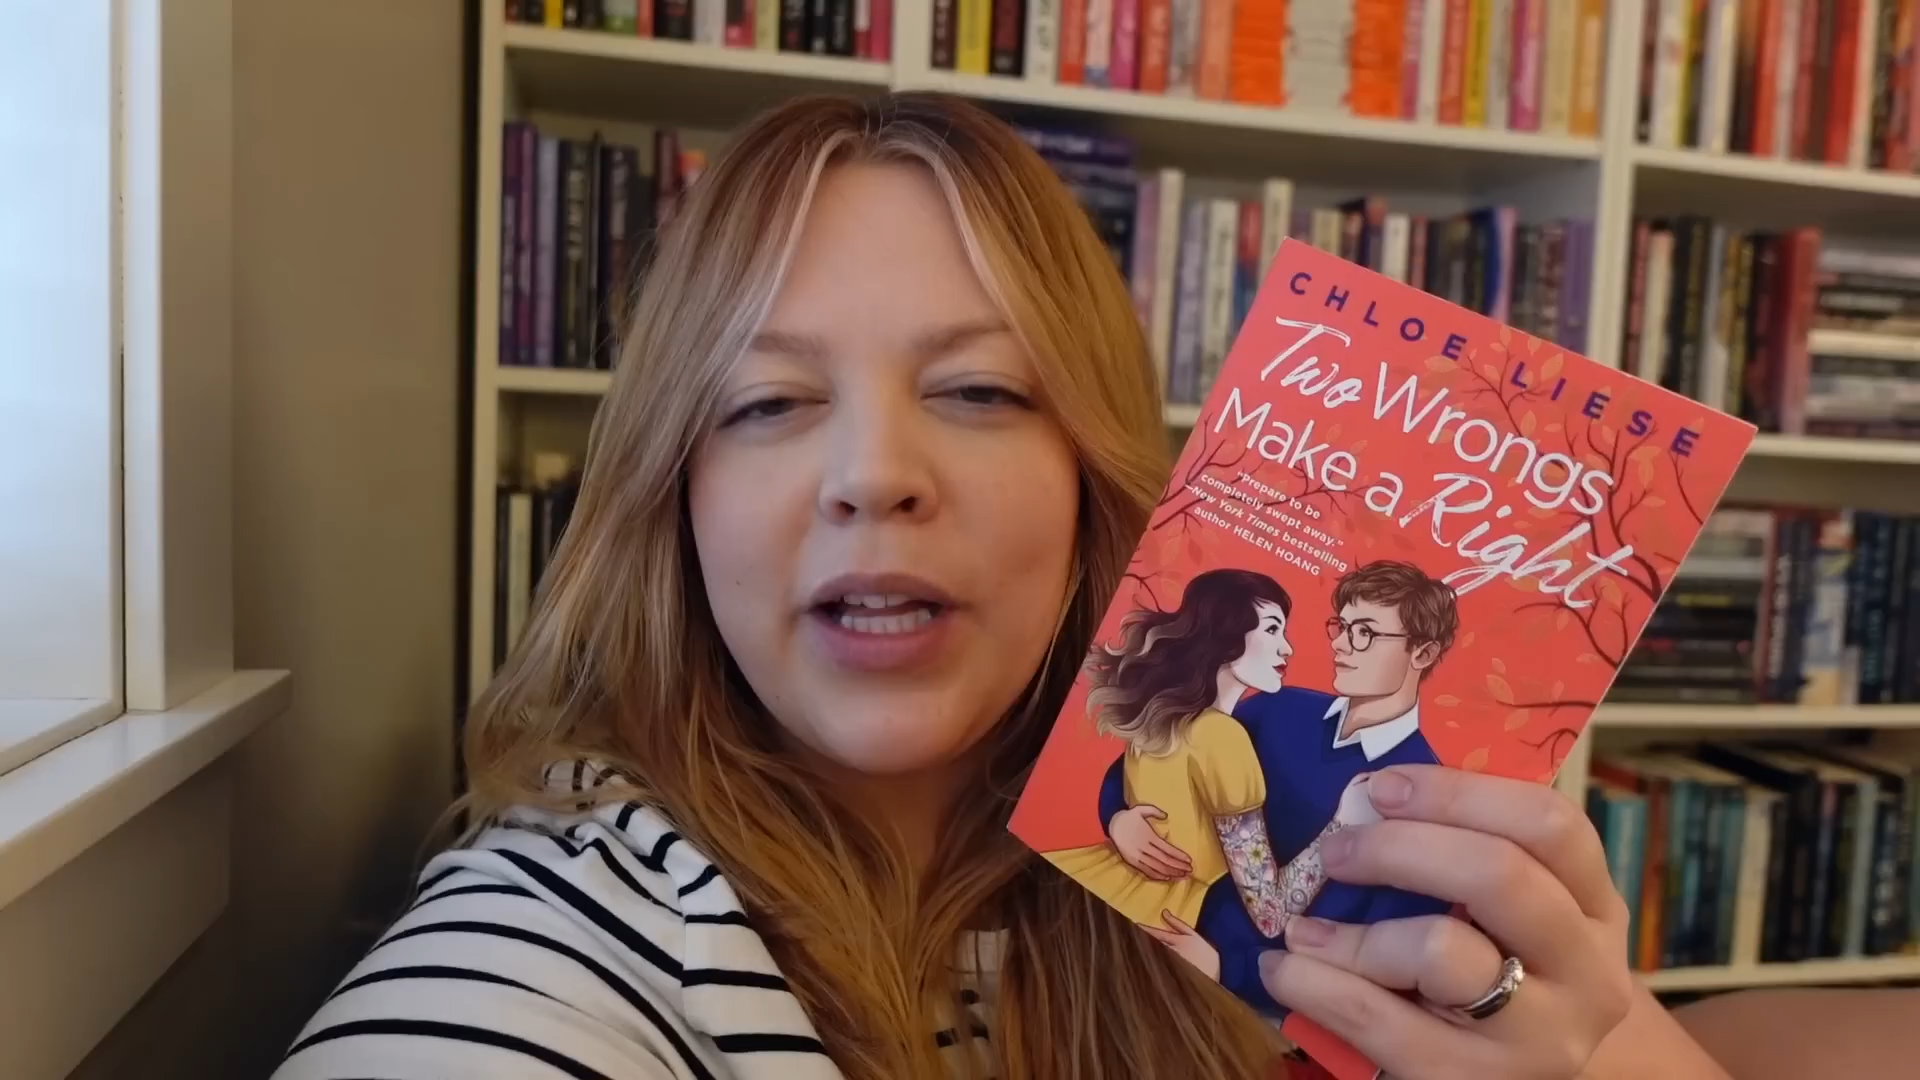 CHLOE LIESE
Two Wrongs
Make a Right
"Prepare to be
completely swept away."
—New York Times bestselling
author HELEN HOANG